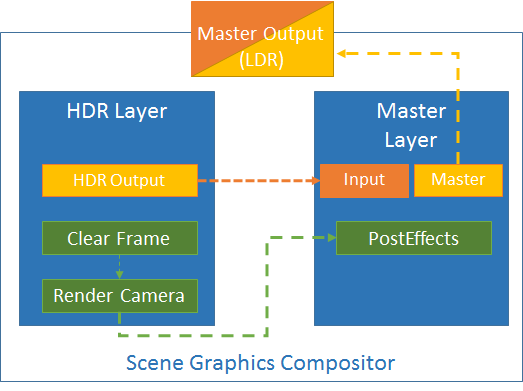 Master Output
(LDR)
HDR Layer
HDR Output
Clear Frame
Render Camera
Master
Layer
Input
Master
PostEffects
Scene Graphics Compositor